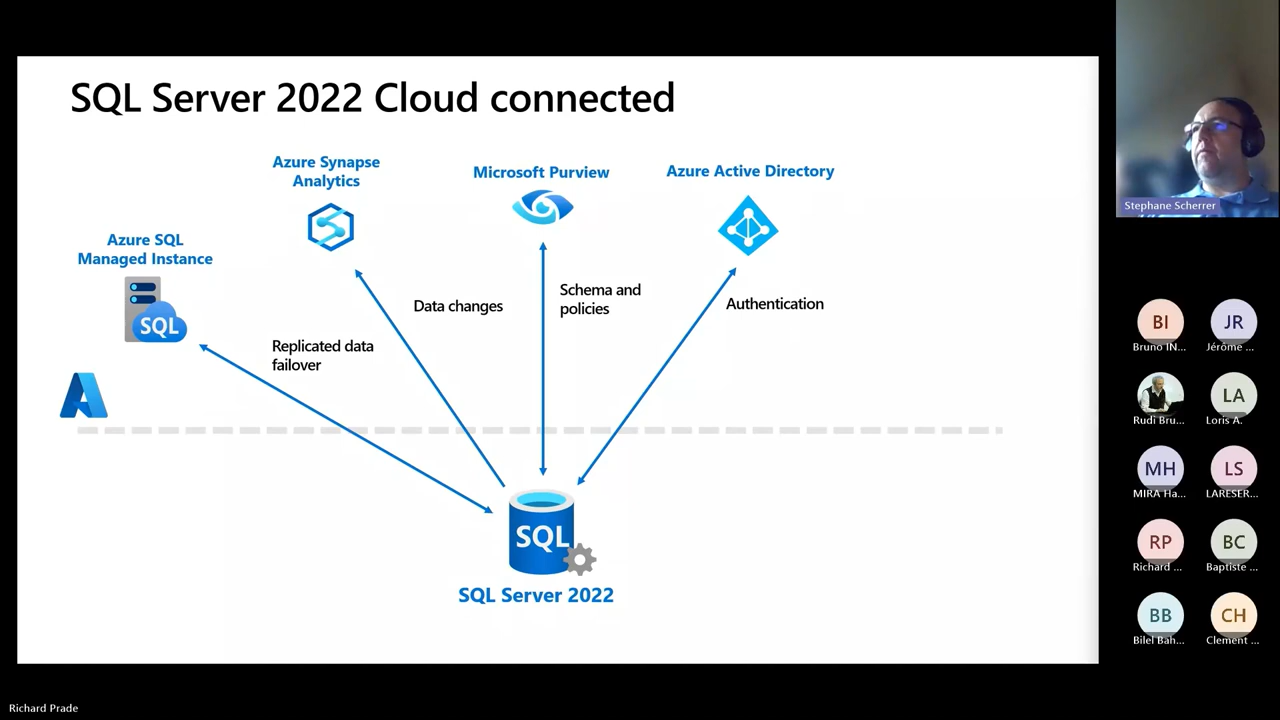 SQL Server 2022 Cloud connected
Azure Synapse
Analytics
Microsoft Purview
Azure Active Directory
Azure SQL
Managed Instance
SQL
Data changes
Schema and
policies
Authentication
Replicated data
failover
SQL
SQL Server 2022
Stephane Scherrer
BI
JR
Bruno IN...
Jérôme ...
LA
Rudi Bru...
Loris A.
MH
LS
MIRA Ha...
LARESER...
RP
BC
Richard ...
Baptiste ...
BB
CH
Bilel Bah...
Clement ...
Richard Prade